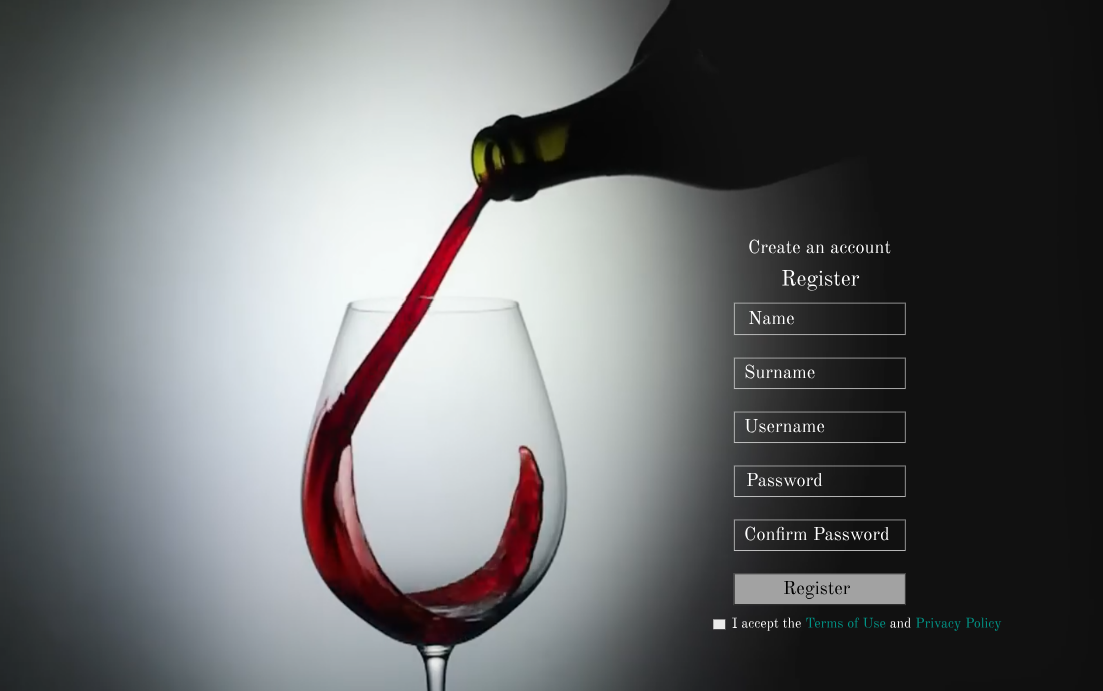 Create an account
Register
Name
Surname
Username
Password
Confirm Password
Register
I accept the Terms of Use and Privacy Policy